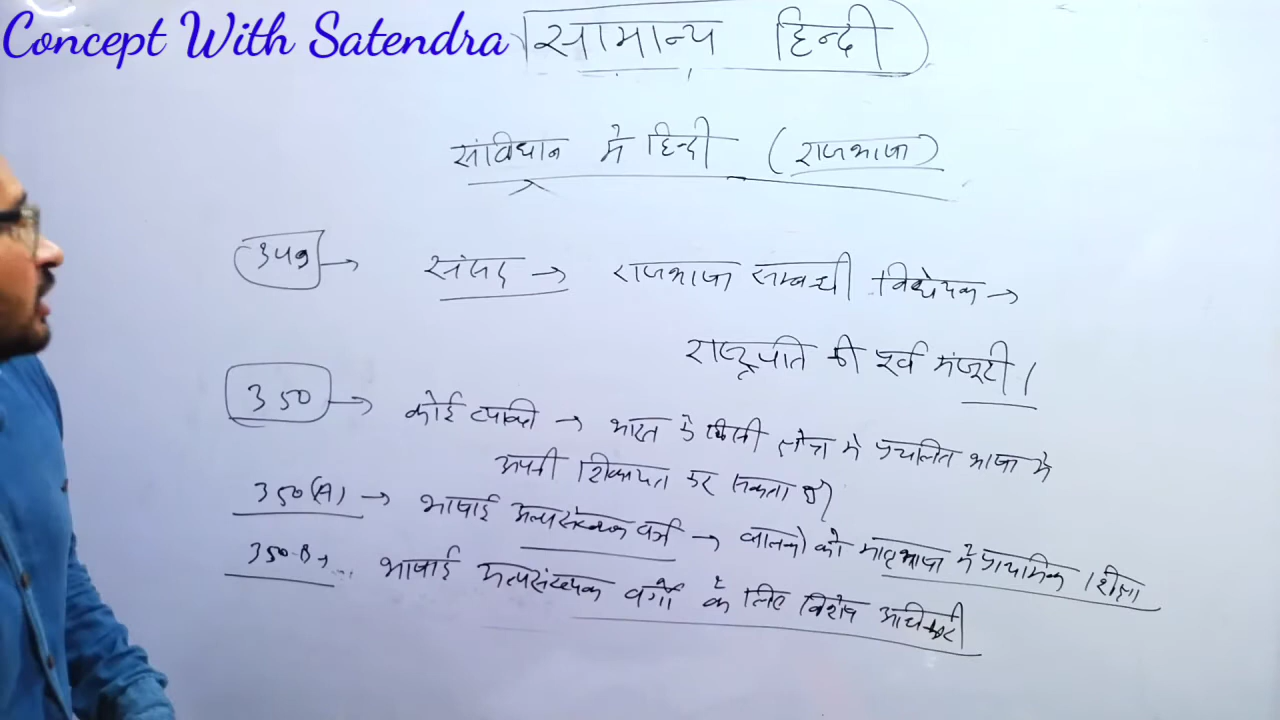 Concept With Satendra
सामान्य हिन्दी
संविधान मे हिन्दी (राजभाषा)
349 → संसद → राजभाषा सम्बन्धी विधेयक →
राष्ट्रपति की पूर्व मंजूरी।
350 → कोई व्यक्ति → भारत के किसी क्षेत्र मे प्रचलित भाषा मे
अपनी शिकायत कर सकता है।
350(A) → भाषाई अल्पसंख्यक वर्ग → बालको को मातृभाषा मे प्राथमिक शिक्षा
350-B → भाषाई अल्पसंख्यक वर्गों के लिए विशेष अधिकारी